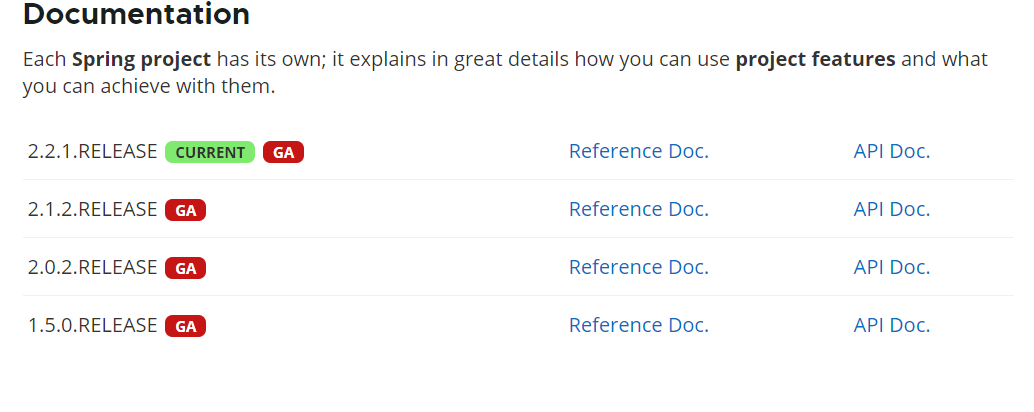 Documentation
Each Spring project has its own; it explains in great details how you can use project features and what
you can achieve with them.
2.2.1.RELEASE CURRENT GA Reference Doc. API Doc.
2.1.2.RELEASE GA Reference Doc. API Doc.
2.0.2.RELEASE GA Reference Doc. API Doc.
1.5.0.RELEASE GA Reference Doc. API Doc.